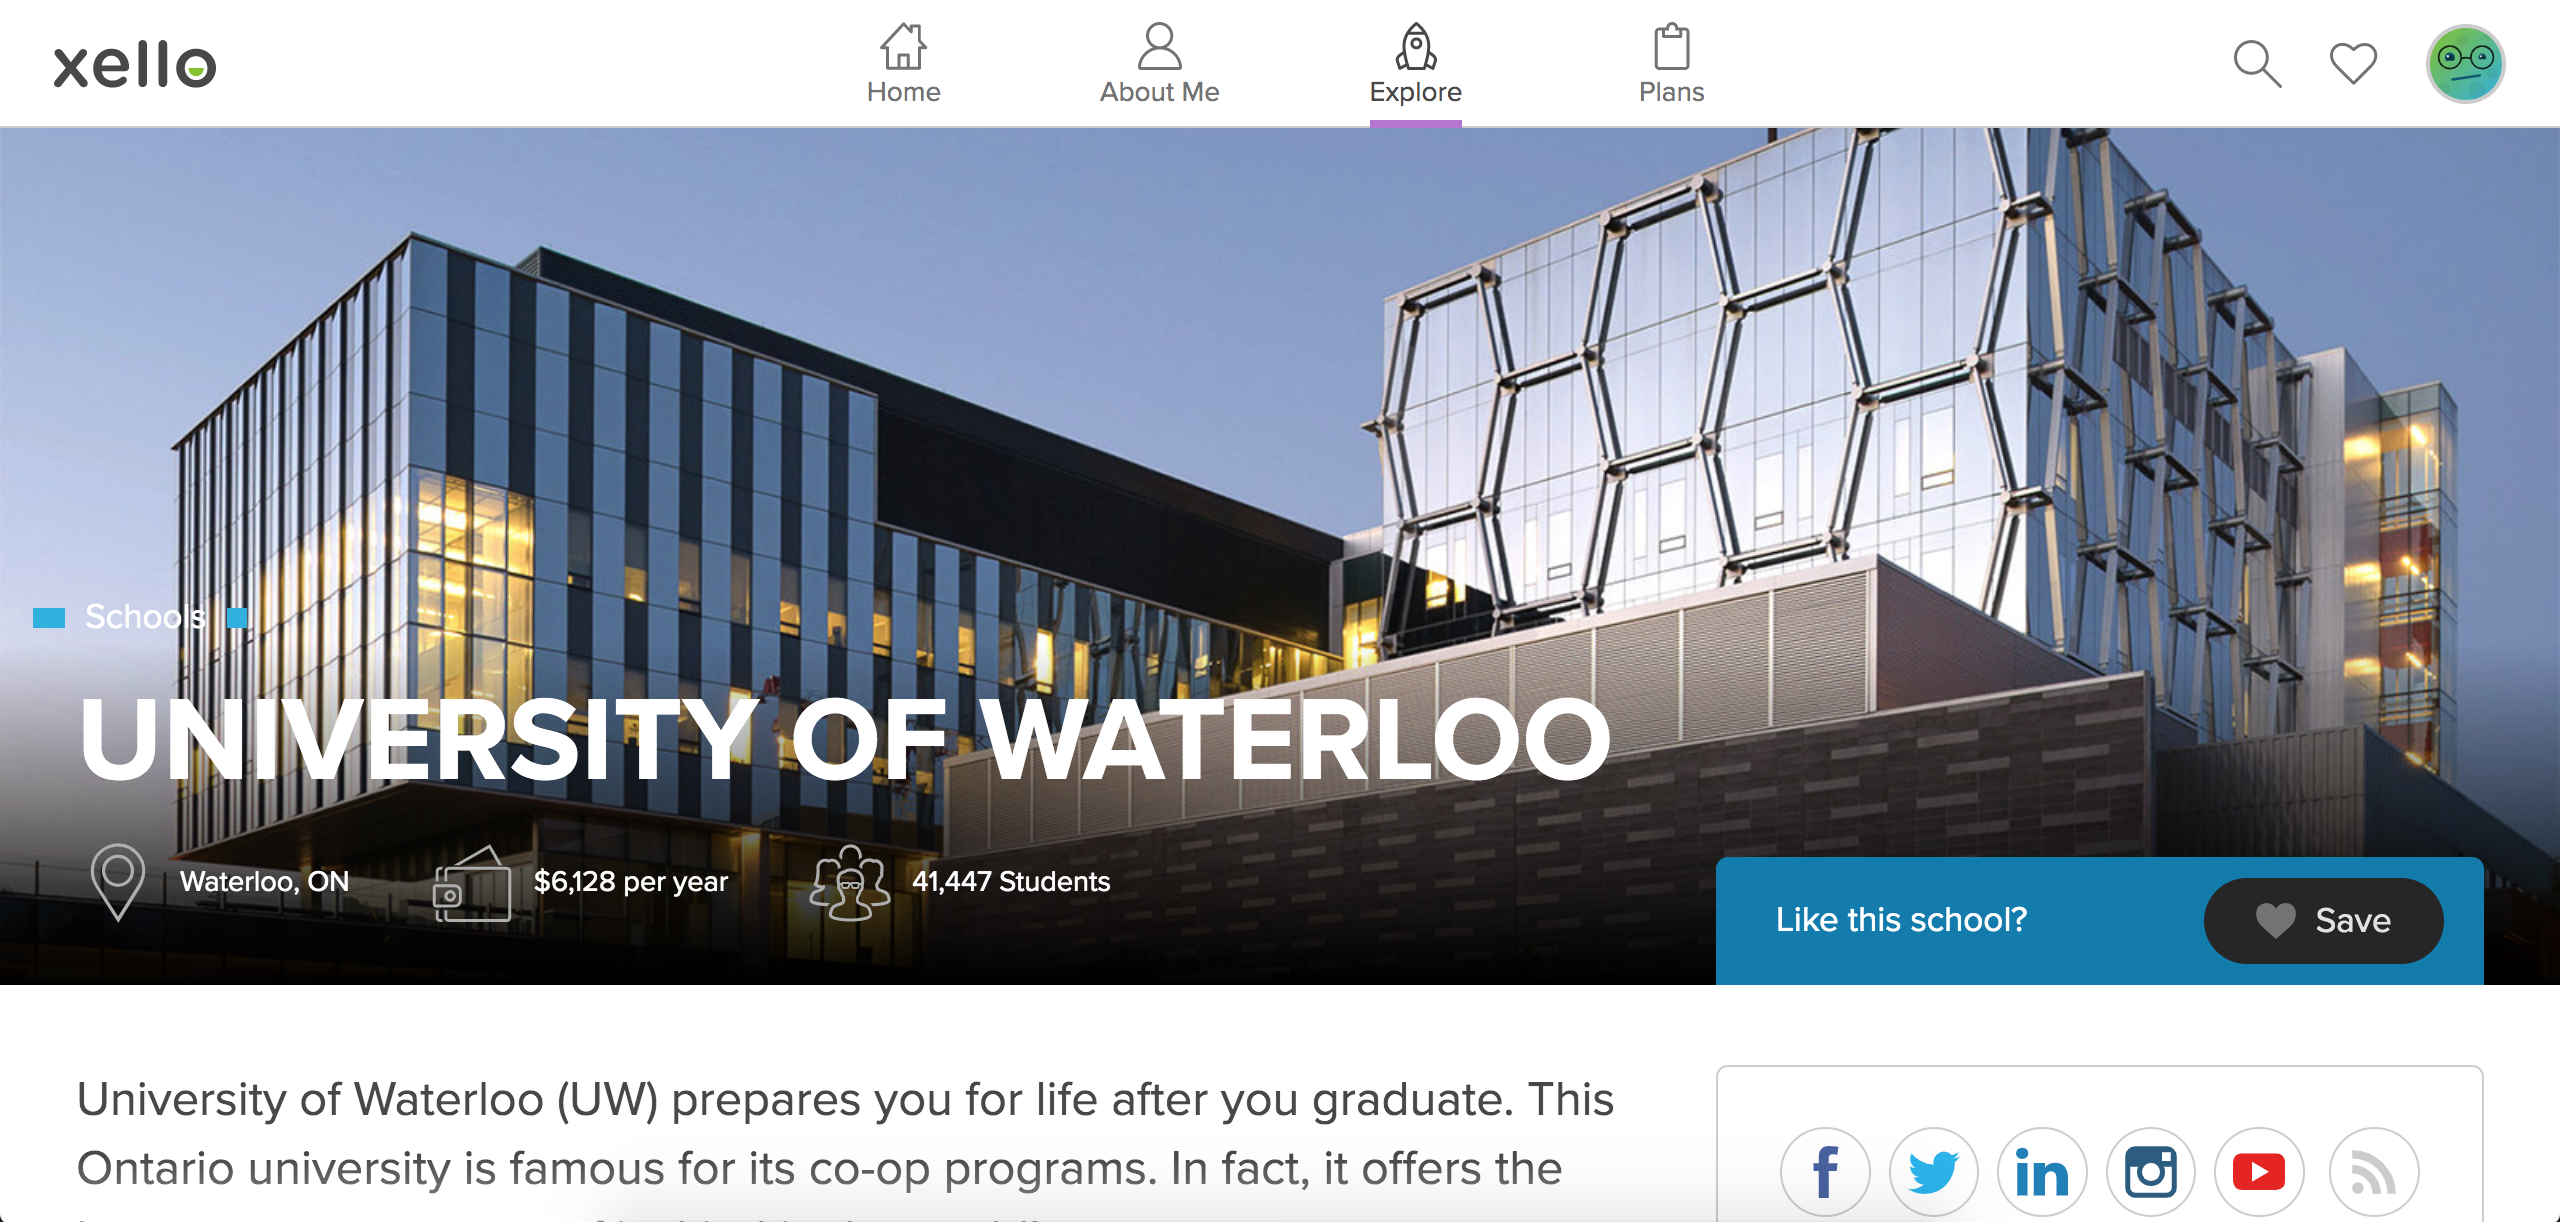 xello
Home
About Me
Explore
Plans
Schools
UNIVERSITY OF WATERLOO
Waterloo, ON
$6,128 per year
41,447 Students
Like this school?
Save
University of Waterloo (UW) prepares you for life after you graduate. This
Ontario university is famous for its co-op programs. In fact, it offers the